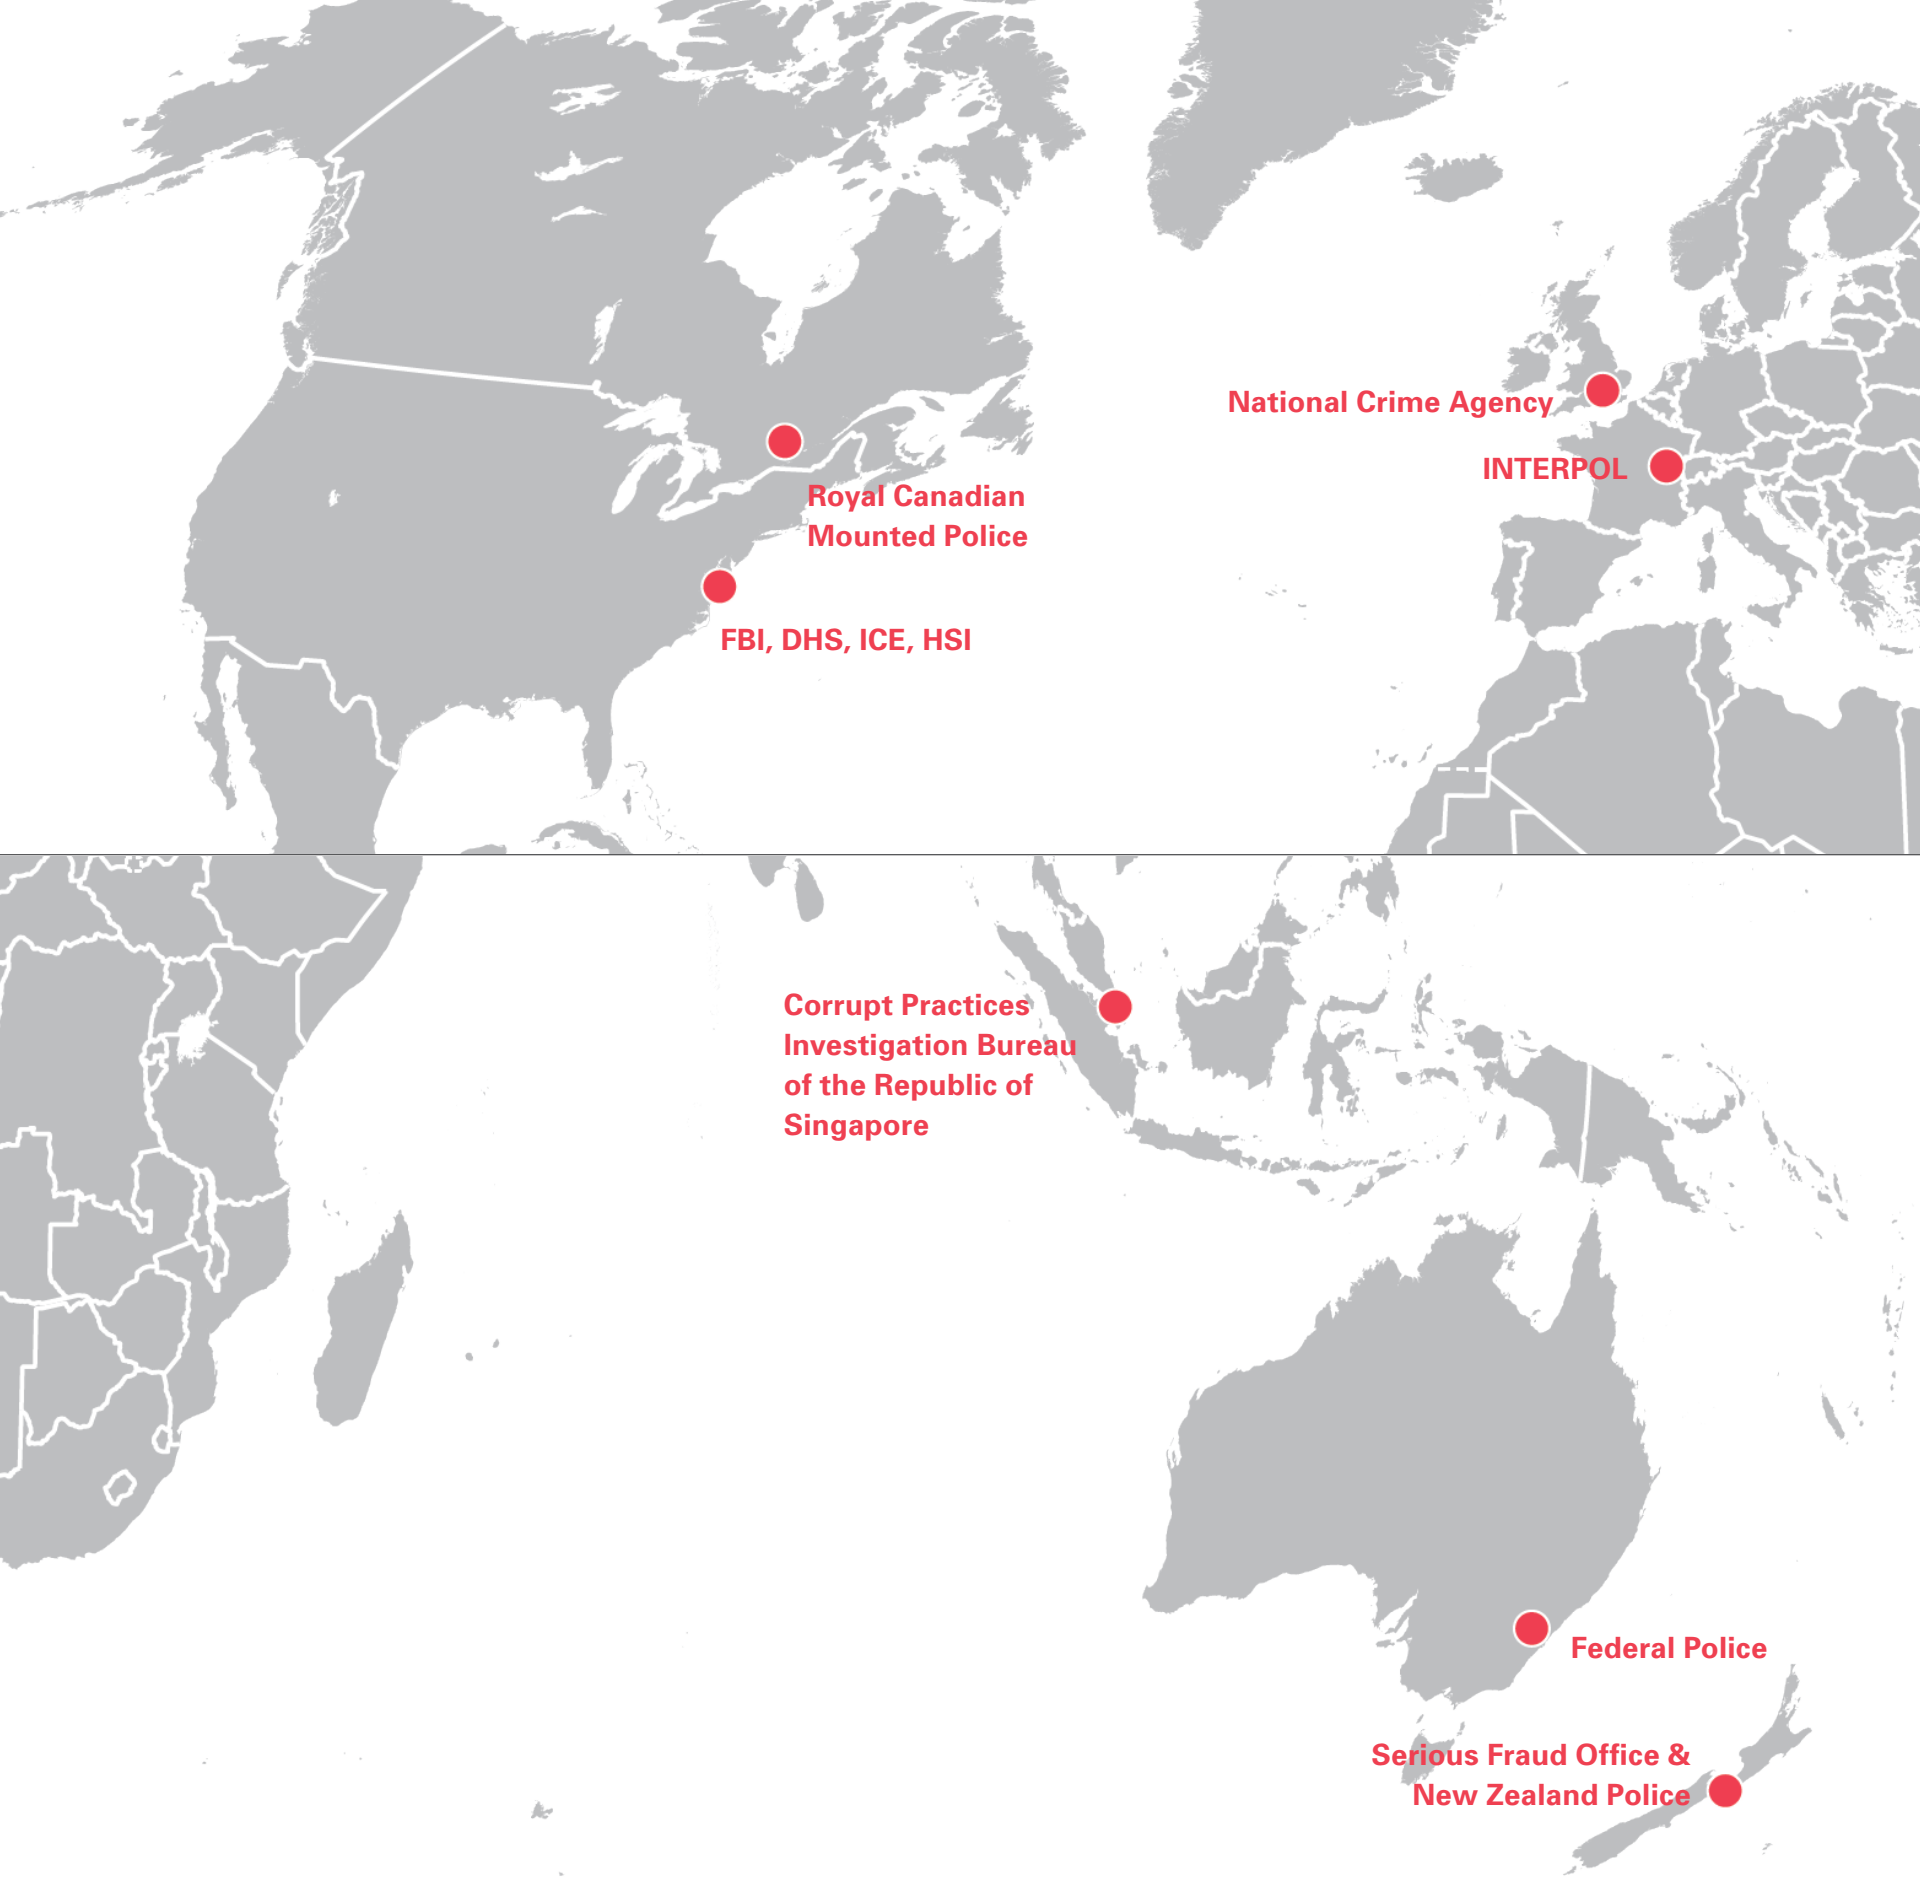 National Crime Agency
INTERPOL
Royal Canadian
Mounted Police
FBI, DHS, ICE, HSI
Corrupt Practices
Investigation Bureau
of the Republic of
Singapore
Federal Police
Serious Fraud Office &
New Zealand Police